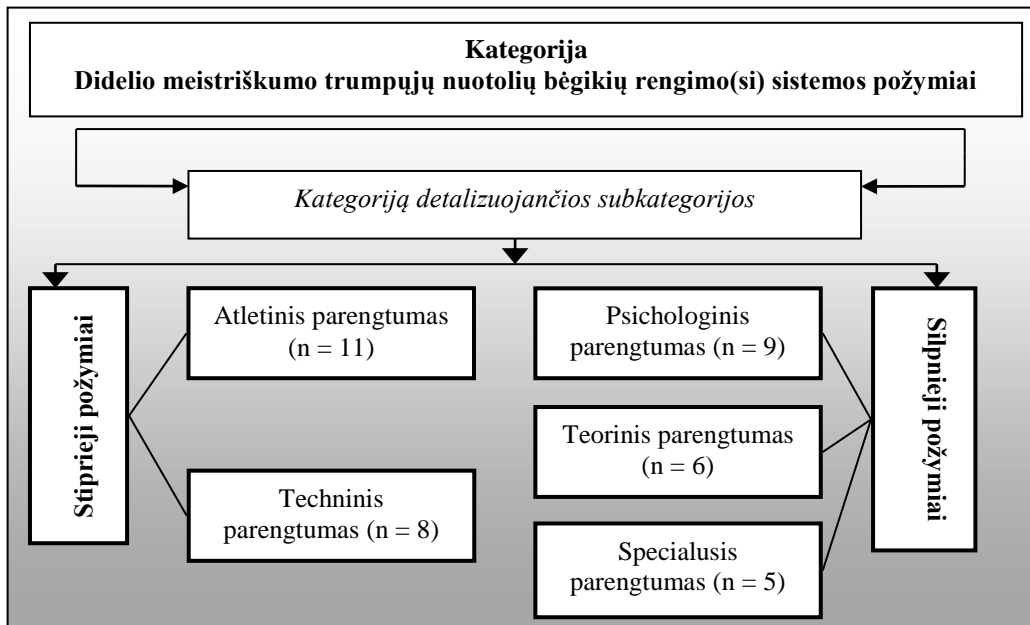 Kategorija
Didelio meistriškumo trumpųjų nuotolių bėgikių rengimo(si) sistemos požymiai
Kategoriją detalizuojančios subkategorijos
Stiprieji požymiai
Atletinis parengtumas
(n = 11)
Techninis
parengtumas (n = 8)
Psichologinis
parengtumas (n = 9)
Teorinis parengtumas
(n = 6)
Specialusis
parengtumas (n = 5)
Silpnieji požymiai